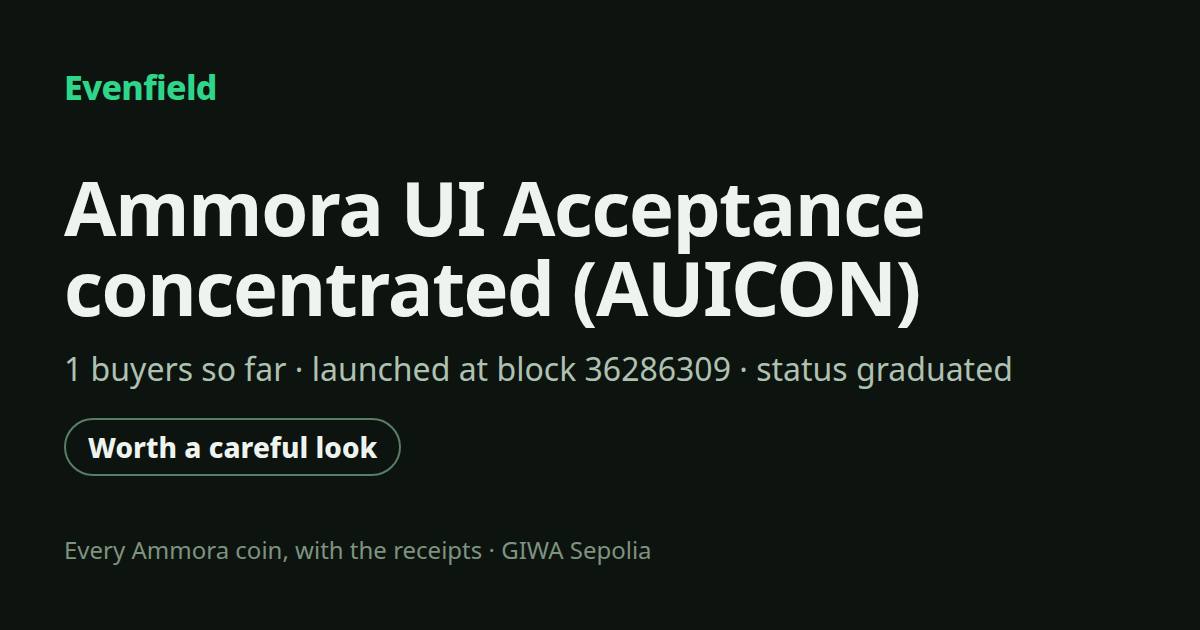 Evenfield
Ammora UI Acceptance
concentrated (AUICON)
1 buyers so far · launched at block 36286309 · status graduated
Worth a careful look
Every Ammora coin, with the receipts · GIWA Sepolia